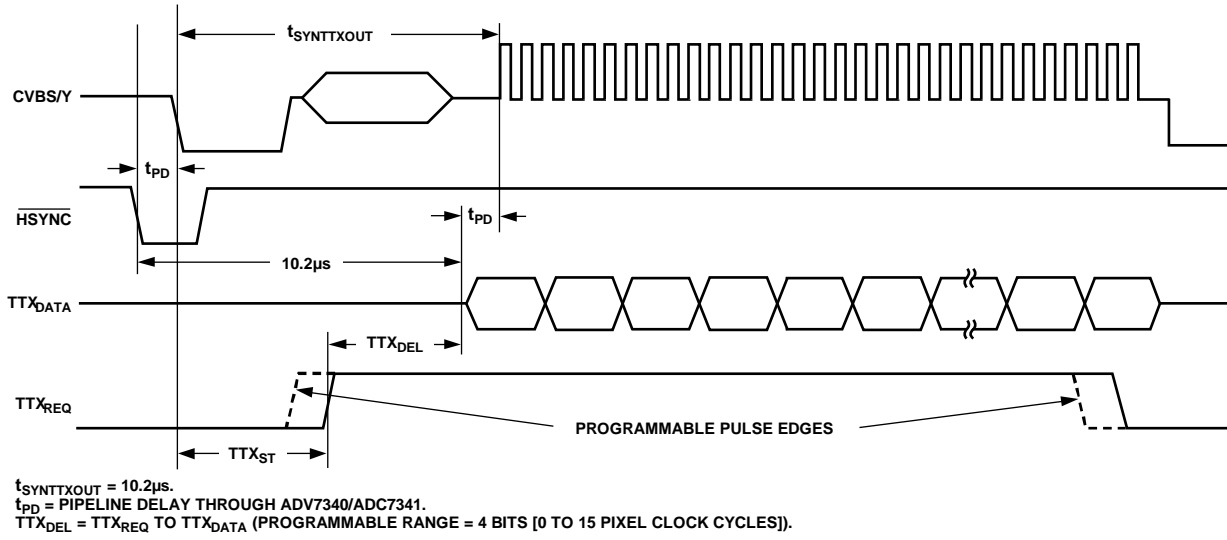 tSYNTTXOUT
CVBS/Y
tPD
HSYNC
tPD
10.2µs
TTXDATA
TTXDEL
TTXREQ
PROGRAMMABLE PULSE EDGES
TTXST
tSYNTTXOUT = 10.2µs.
tPD = PIPELINE DELAY THROUGH ADV7340/ADC7341.
TTXDEL = TTXREQ TO TTXDATA (PROGRAMMABLE RANGE = 4 BITS [0 TO 15 PIXEL CLOCK CYCLES]).